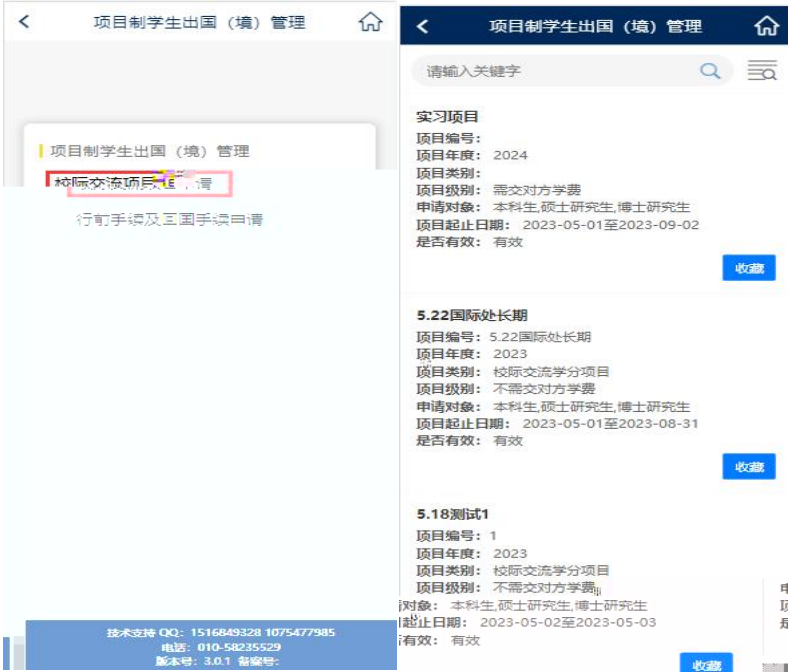 项目制学生出国（境）管理
项目制学生出国（境）管理
校际交流项目
请
行前手续及回国手续申请
技术支持 QQ：1516849328 1075477985
电话：010-58235529
版本号：3.0.1 备案号：
项目制学生出国（境）管理
请输入关键字
实习项目
项目编号：
项目年度：2024
项目类别：
项目级别：需交对方学费
申请对象：本科生,硕士研究生,博士研究生
项目起止日期：2023-05-01至2023-09-02
是否有效：有效
收藏
5.22国际处长期
项目编号：5.22国际处长期
项目年度：2023
项目类别：校际交流学分项目
项目级别：不需交对方学费
申请对象：本科生,硕士研究生,博士研究生
项目起止日期：2023-05-01至2023-08-31
是否有效：有效
收藏
5.18测试1
项目编号：1
项目年度：2023
项目类别：校际交流学分项目
项目级别：不需交对方学费
对象：本科生,硕士研究生,博士研究生
起止日期：2023-05-02至2023-05-03
有效：有效
收藏